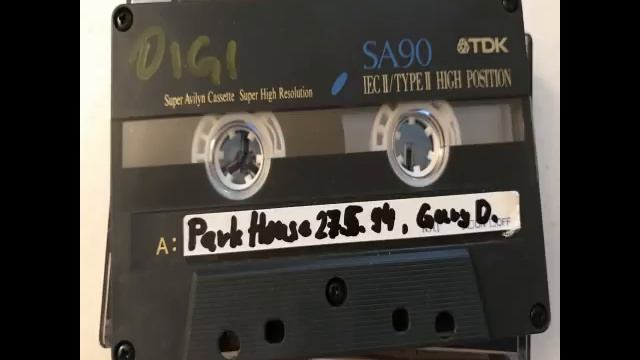 DIGI
SA90 TDK
IEC II/TYPE II HIGH POSITION
Super Avilyn Cassette Super High Resolution
A: Park House 27.5.94, Gary D.